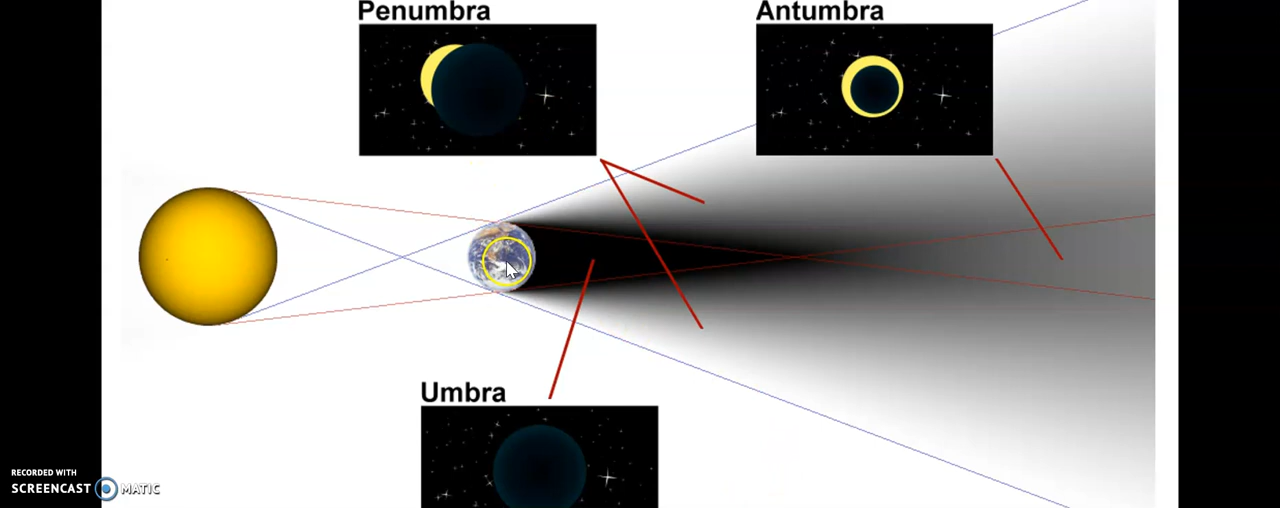 Penumbra
Antumbra
Umbra
RECORDED WITH
SCREENCAST MATIC